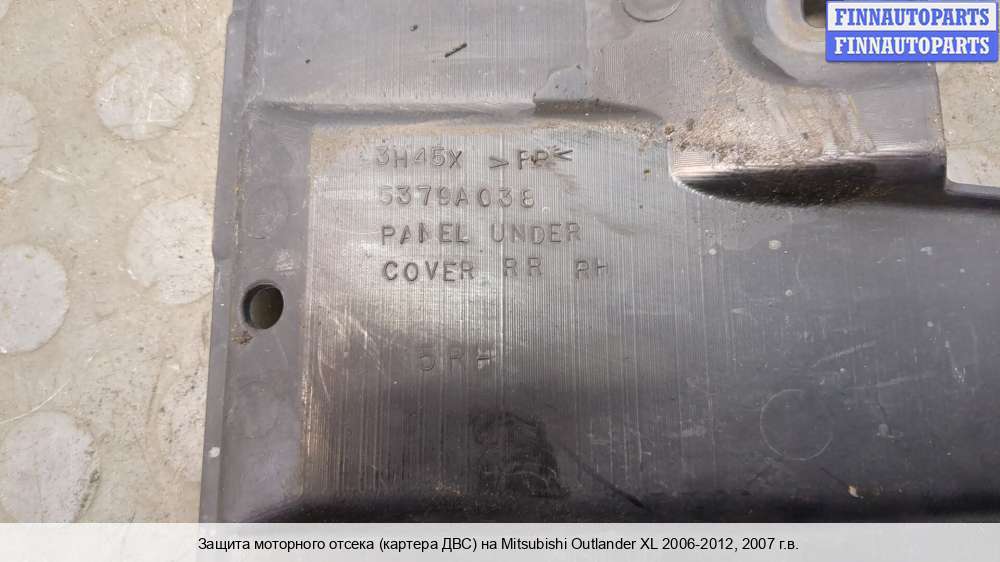 FINNAUTOPARTS
FINNAUTOPARTS
3H45X >PP<
5379A038
PANEL UNDER
COVER RR RH
5RH
Защита моторного отсека (картера ДВС) на Mitsubishi Outlander XL 2006-2012, 2007 г.в.